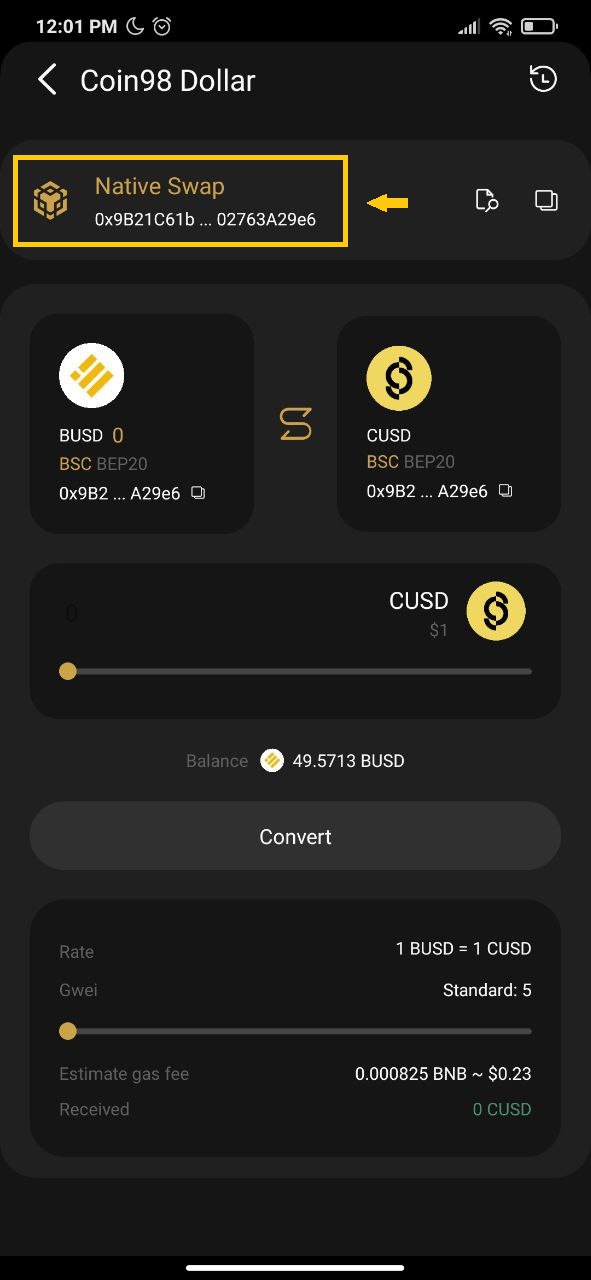 12:01 PM
Coin98 Dollar
Native Swap
0x9B21C61b ... 02763A29e6
BUSD 0
BSC BEP20
0x9B2 ... A29e6
CUSD
BSC BEP20
0x9B2 ... A29e6
0
CUSD
$1
Balance 49.5713 BUSD
Convert
Rate 1 BUSD = 1 CUSD
Gwei Standard: 5
Estimate gas fee 0.000825 BNB ~ $0.23
Received 0 CUSD